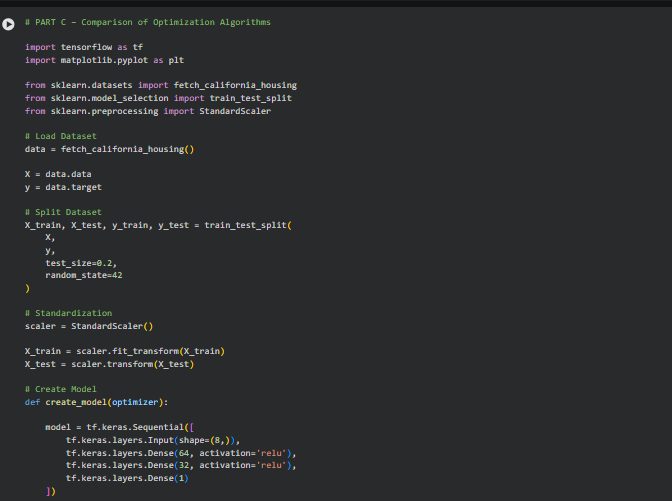 # PART C – Comparison of Optimization Algorithms
import tensorflow as tf
import matplotlib.pyplot as plt
from sklearn.datasets import fetch_california_housing
from sklearn.model_selection import train_test_split
from sklearn.preprocessing import StandardScaler
# Load Dataset
data = fetch_california_housing()
X = data.data
y = data.target
# Split Dataset
X_train, X_test, y_train, y_test = train_test_split(
    X,
    y,
    test_size=0.2,
    random_state=42
)
# Standardization
scaler = StandardScaler()
X_train = scaler.fit_transform(X_train)
X_test = scaler.transform(X_test)
# Create Model
def create_model(optimizer):
    model = tf.keras.Sequential([
        tf.keras.layers.Input(shape=(8,)),
        tf.keras.layers.Dense(64, activation='relu'),
        tf.keras.layers.Dense(32, activation='relu'),
        tf.keras.layers.Dense(1)
    ])